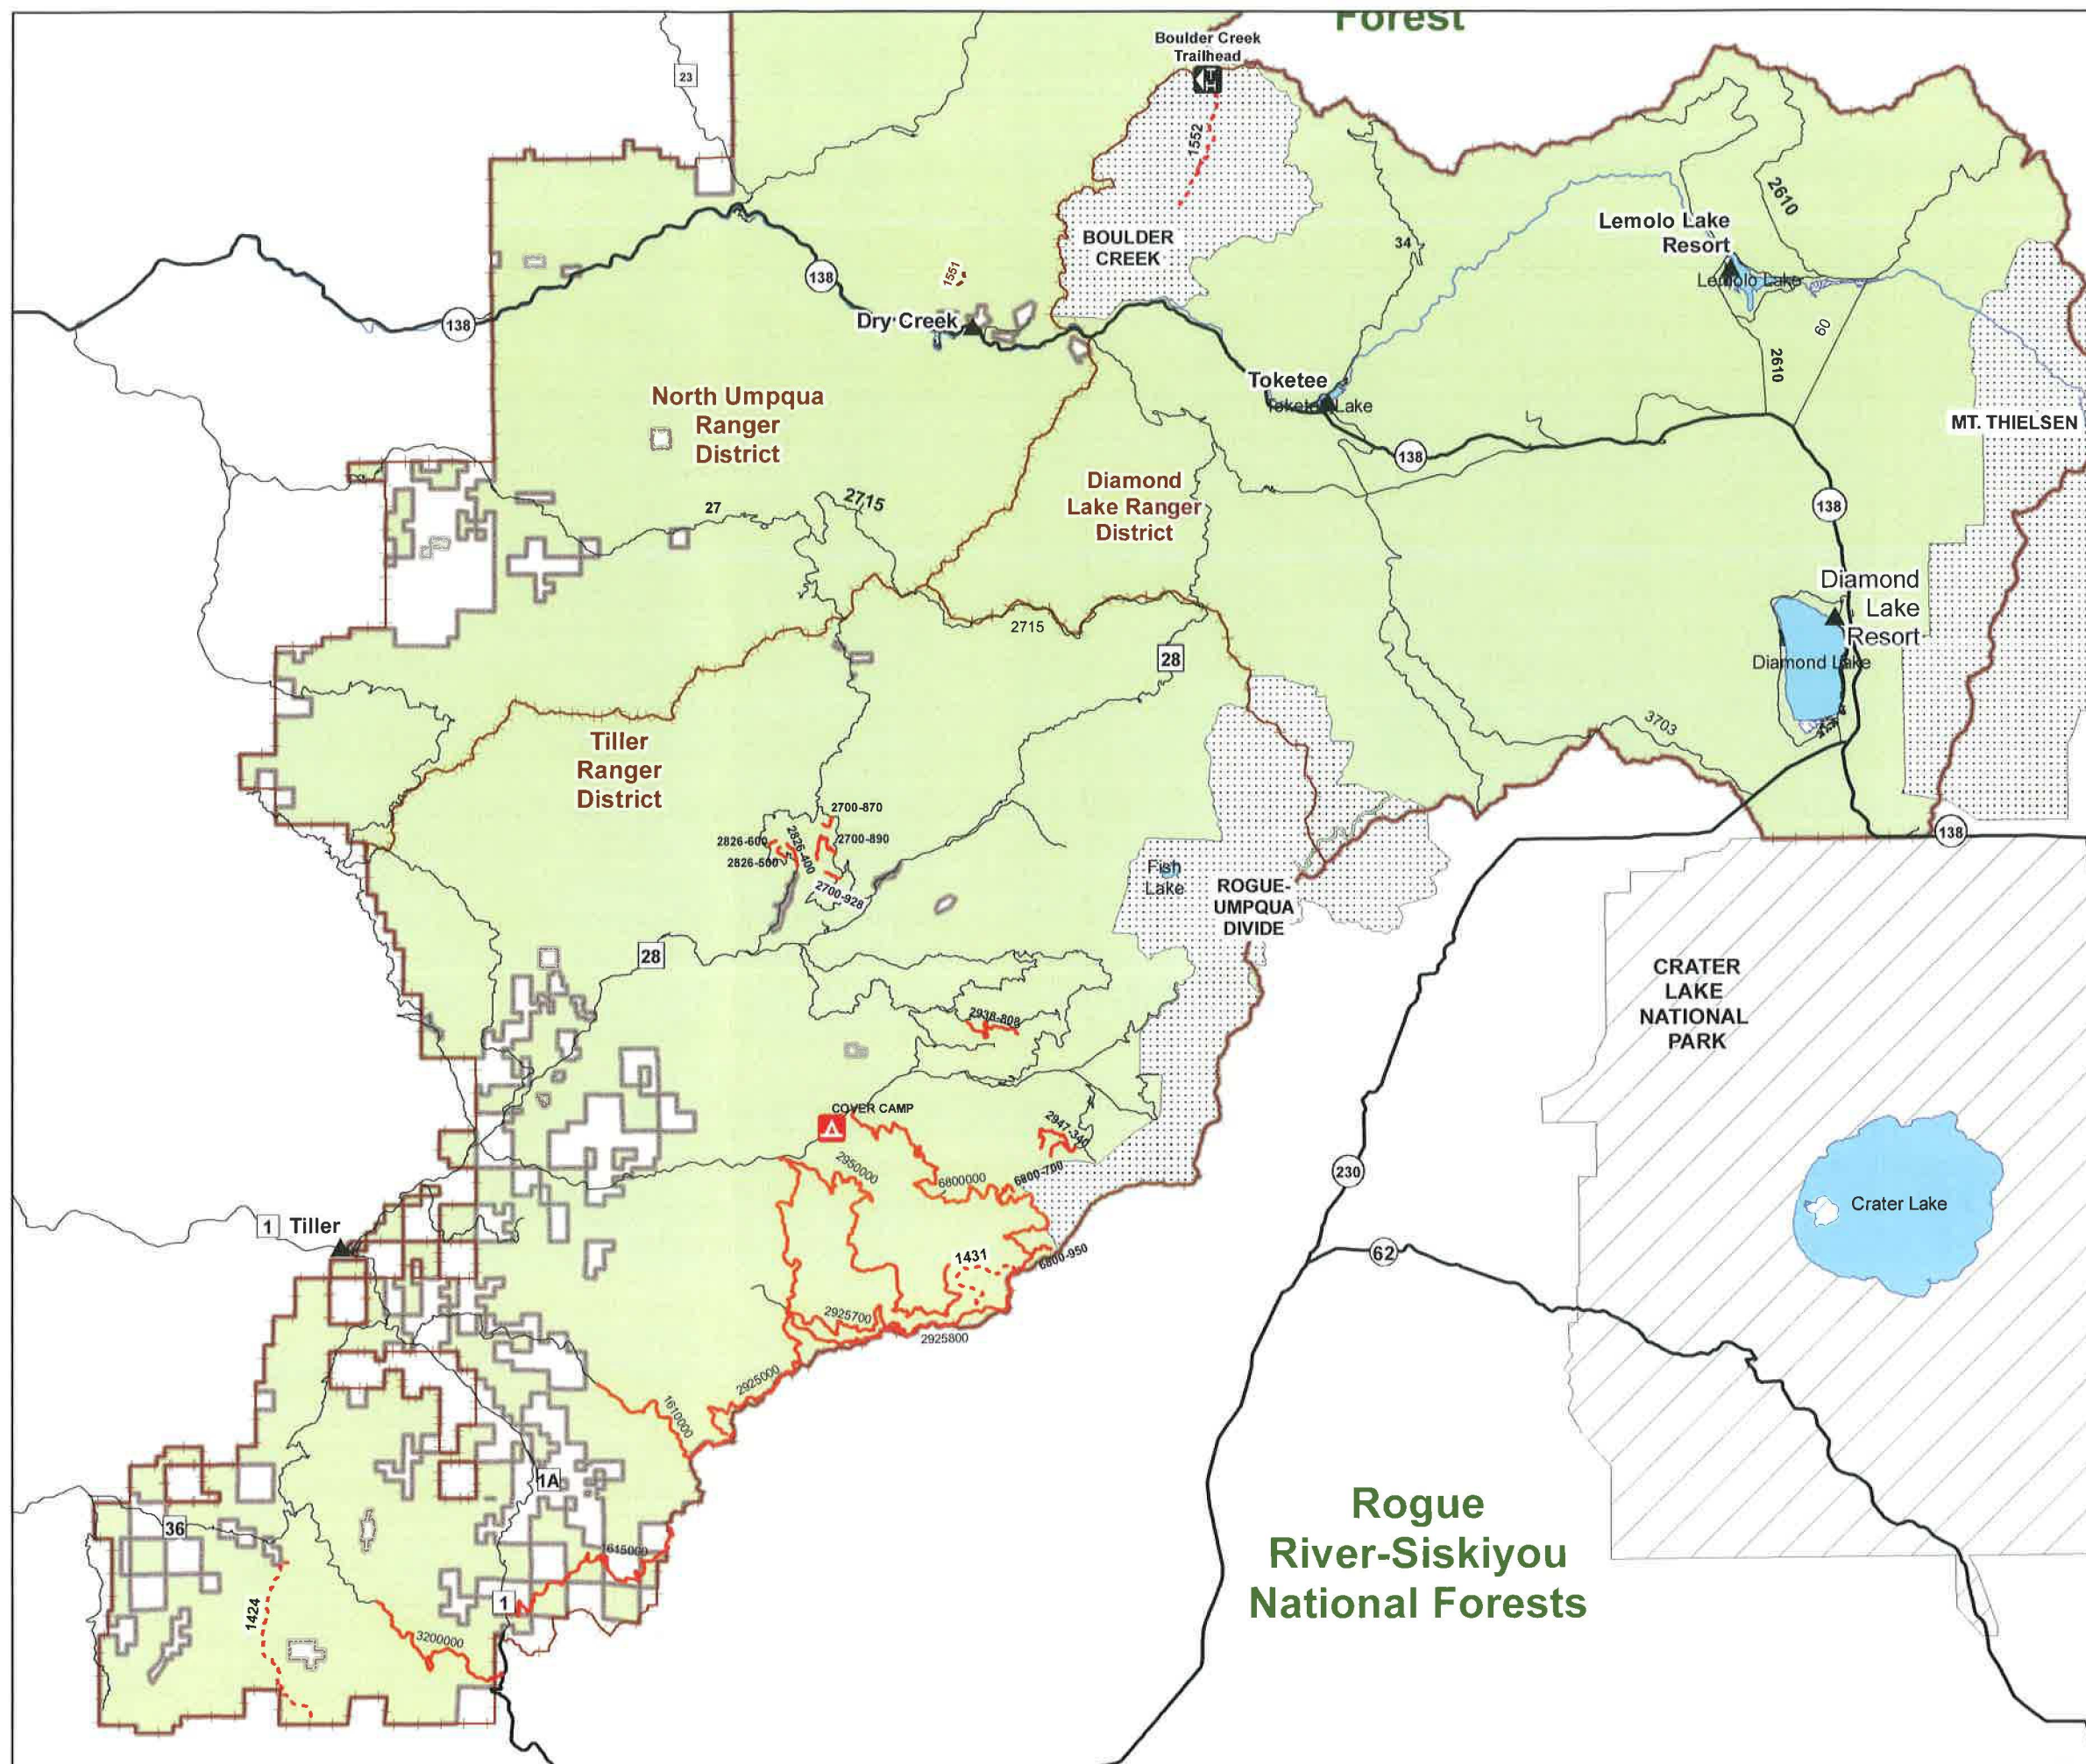 Forest
Boulder Creek
Trailhead
23
1552
BOULDER
CREEK
34
2610
Lemolo Lake
Resort
Lemolo Lake
138
1551
138
Dry Creek
60
2610
Toketee
Toketee Lake
North Umpqua
Ranger
District
MT. THIELSEN
138
Diamond
Lake Ranger
District
27
2715
138
Diamond
Lake
Resort
Diamond Lake
2715
28
3703
Tiller
Ranger
District
2700-870
2826-600
2826-400
2700-890
2826-500
2700-928
138
Fish
Lake
ROGUE-
UMPQUA
DIVIDE
28
CRATER
LAKE
NATIONAL
PARK
2938-808
COVER CAMP
2947-340
2950000
6800000
6800-700
230
Crater Lake
1
Tiller
62
1431
6800-950
2925700
2925800
2925000
1610000
1A
36
Rogue
River-Siskiyou
National Forests
1615000
1
1424
3200000